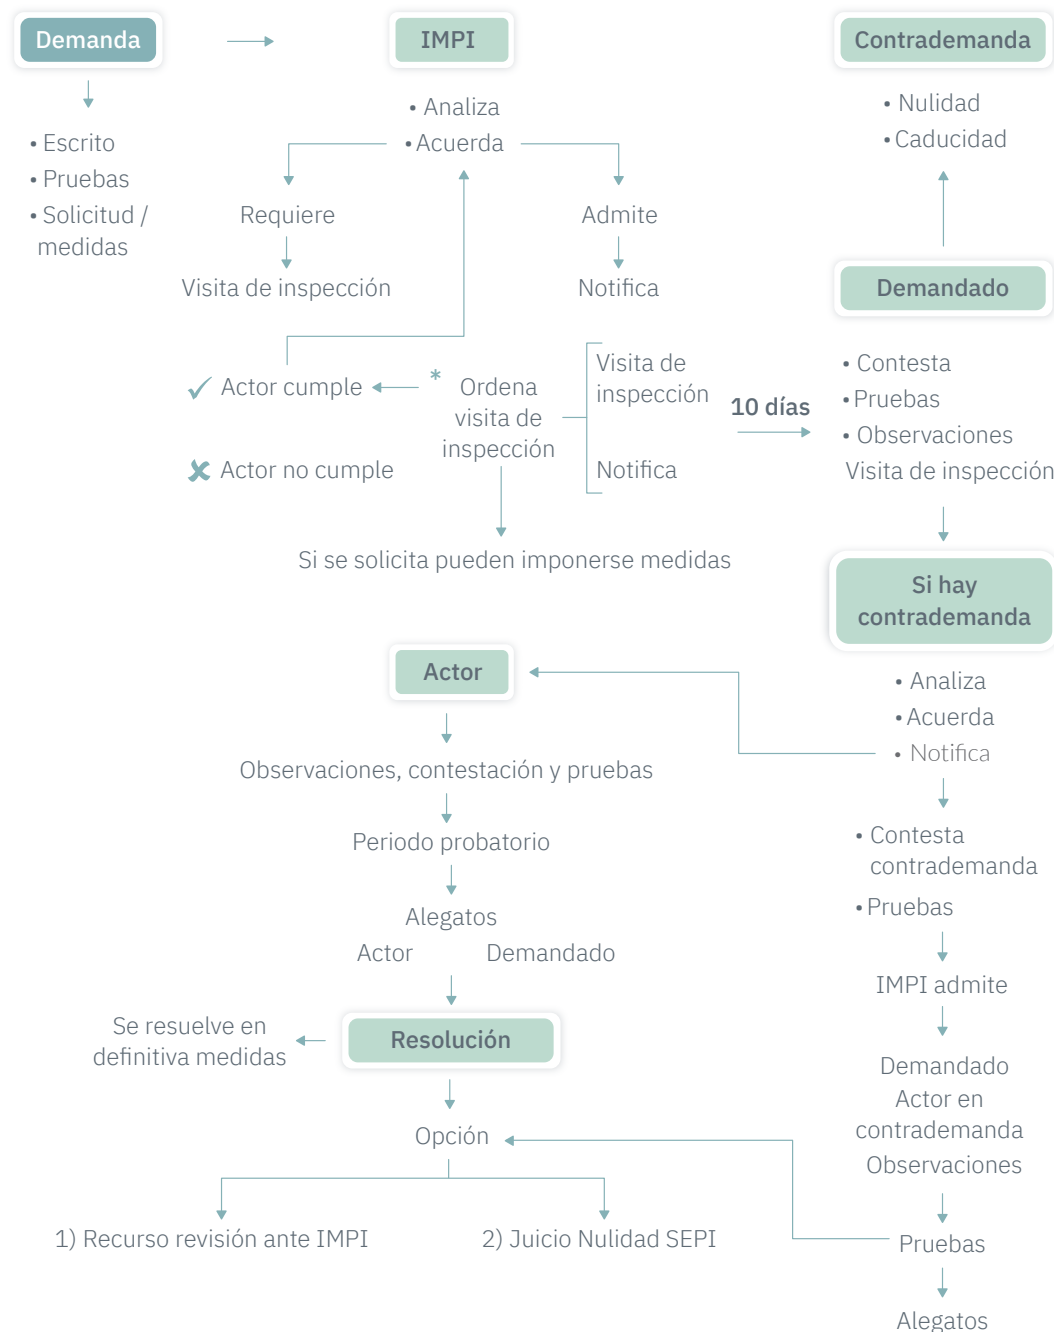 Demanda
IMPI
Contrademanda
• Analiza
• Acuerda
• Nulidad
• Caducidad
• Escrito
• Pruebas
• Solicitud /
medidas
Requiere
Admite
Visita de inspección
Notifica
Demandado
✓ Actor cumple
✘ Actor no cumple
*
Ordena
visita de
inspección
Visita de
inspección
Notifica
10 días
• Contesta
• Pruebas
• Observaciones
Visita de inspección
Si se solicita pueden imponerse medidas
Si hay
contrademanda
• Analiza
• Acuerda
• Notifica
Actor
Observaciones, contestación y pruebas
Periodo probatorio
Alegatos
Actor Demandado
Resolución
Se resuelve en
definitiva medidas
Opción
1) Recurso revisión ante IMPI
2) Juicio Nulidad SEPI
• Contesta
contrademanda
• Pruebas
IMPI admite
Demandado
Actor en
contrademanda
Observaciones
Pruebas
Alegatos